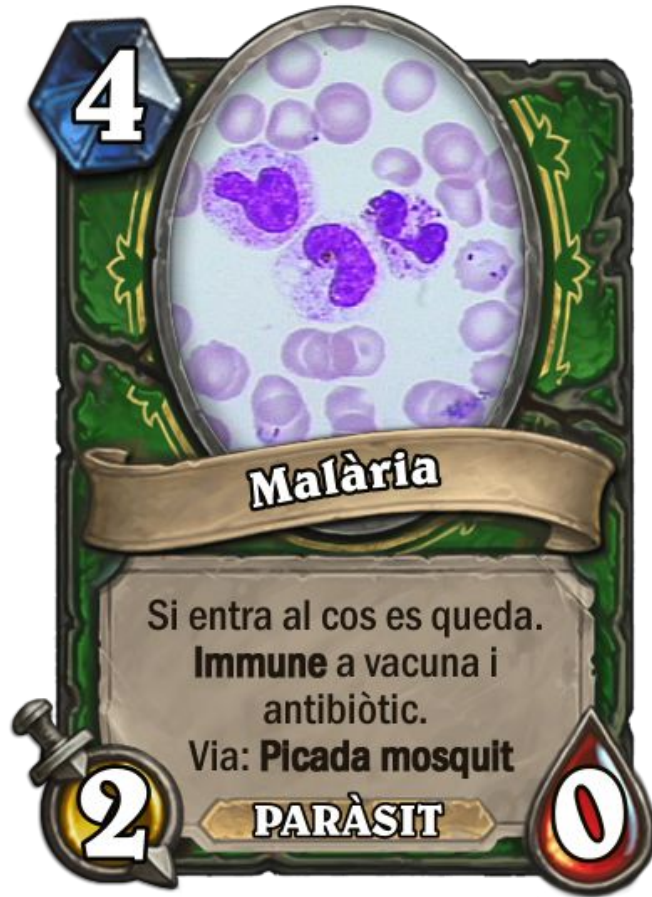 4
Malària
Si entra al cos es queda.
Immune a vacuna i
antibiòtic.
Via: Picada mosquit
2
PARÀSIT
0